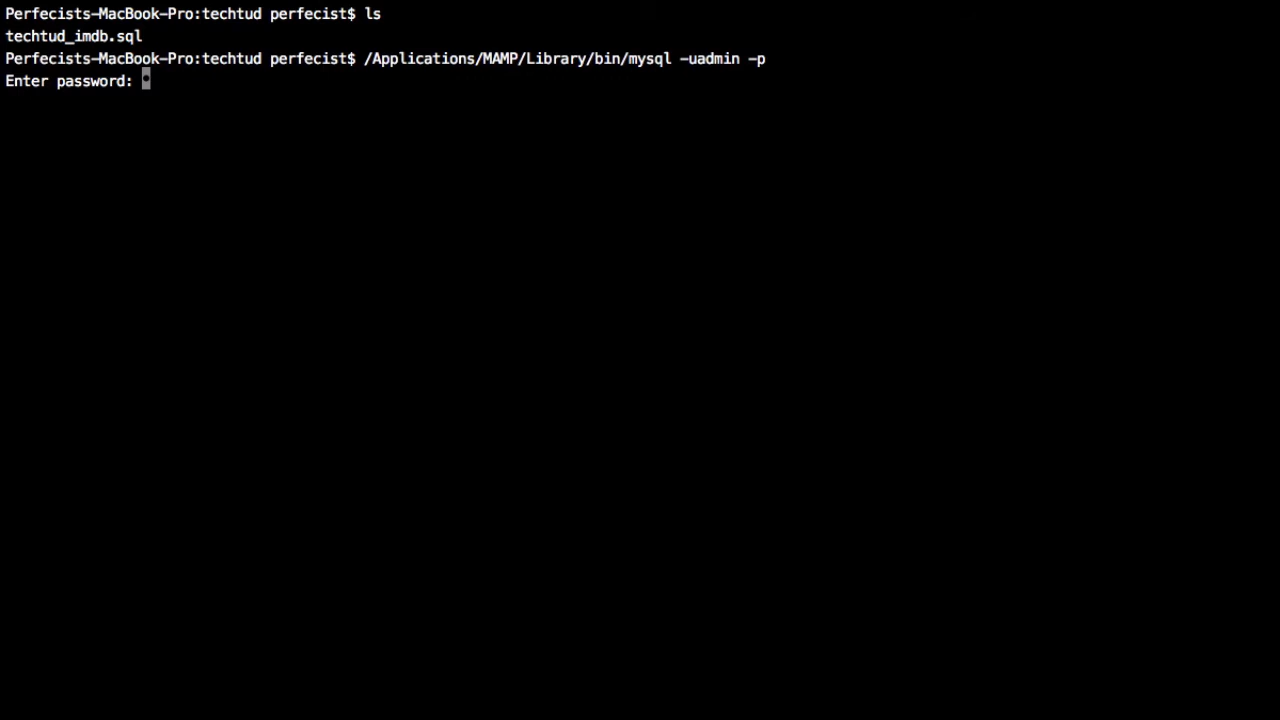 Perfecists-MacBook-Pro:techtud perfecist$ ls
techtud_imdb.sql
Perfecists-MacBook-Pro:techtud perfecist$ /Applications/MAMP/Library/bin/mysql -uadmin -p
Enter password: